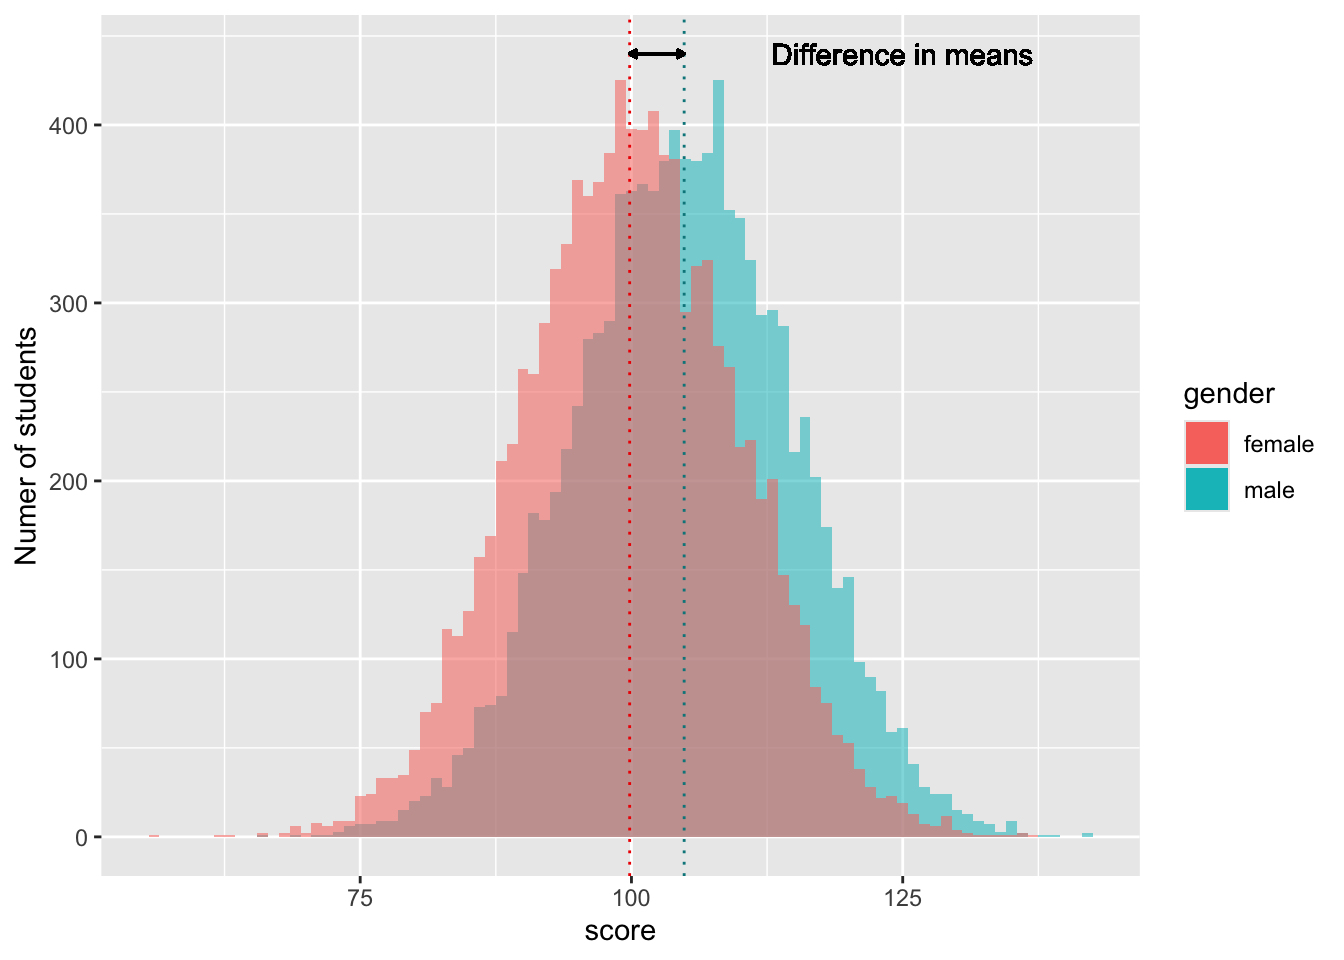 Difference in means
400
300
200
100
0
Numer of students
75 100 125
score
gender
female
male